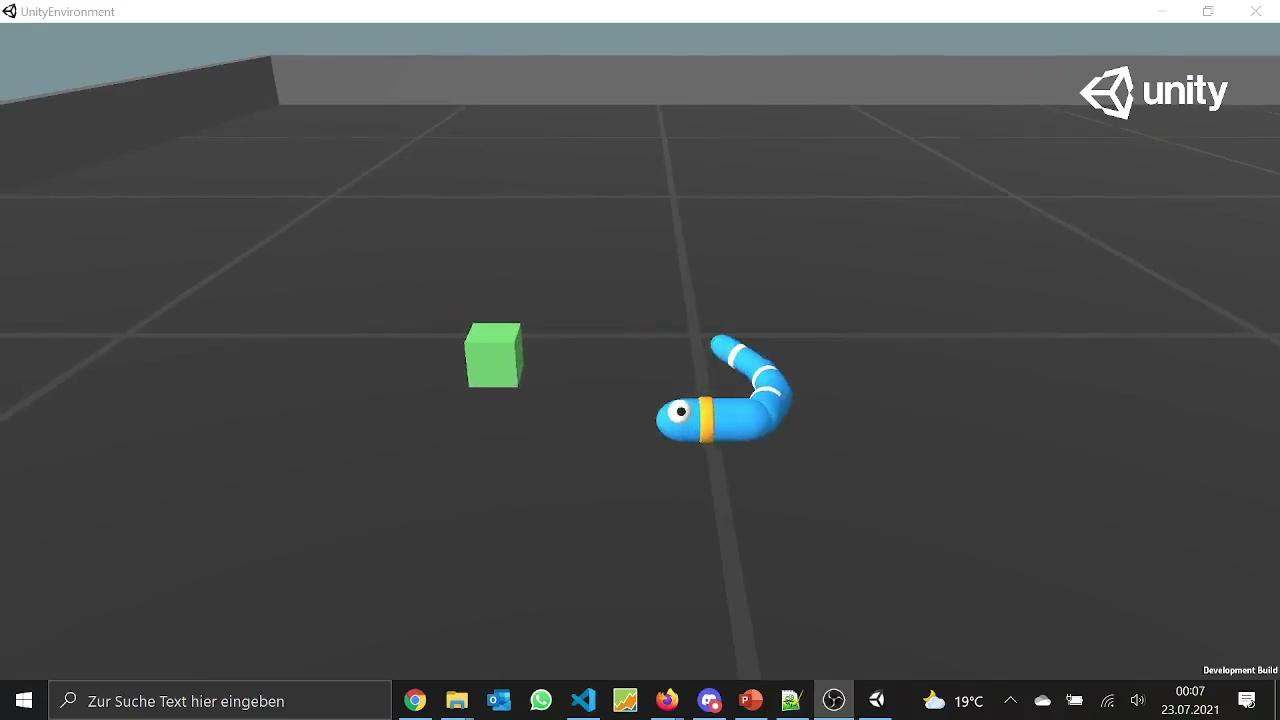 UnityEnvironment
unity
Development Build
Zur Suche Text hier eingeben
19°C
00:07
23.07.2021